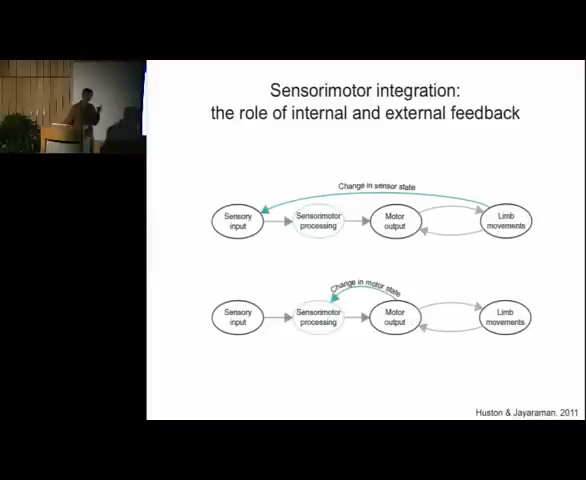 Sensorimotor integration:
the role of internal and external feedback
Change in sensor state
Sensory
input
Sensorimotor
processing
Motor
output
Limb
movements
Change in motor state
Sensory
input
Sensorimotor
processing
Motor
output
Limb
movements
Huston & Jayaraman. 2011